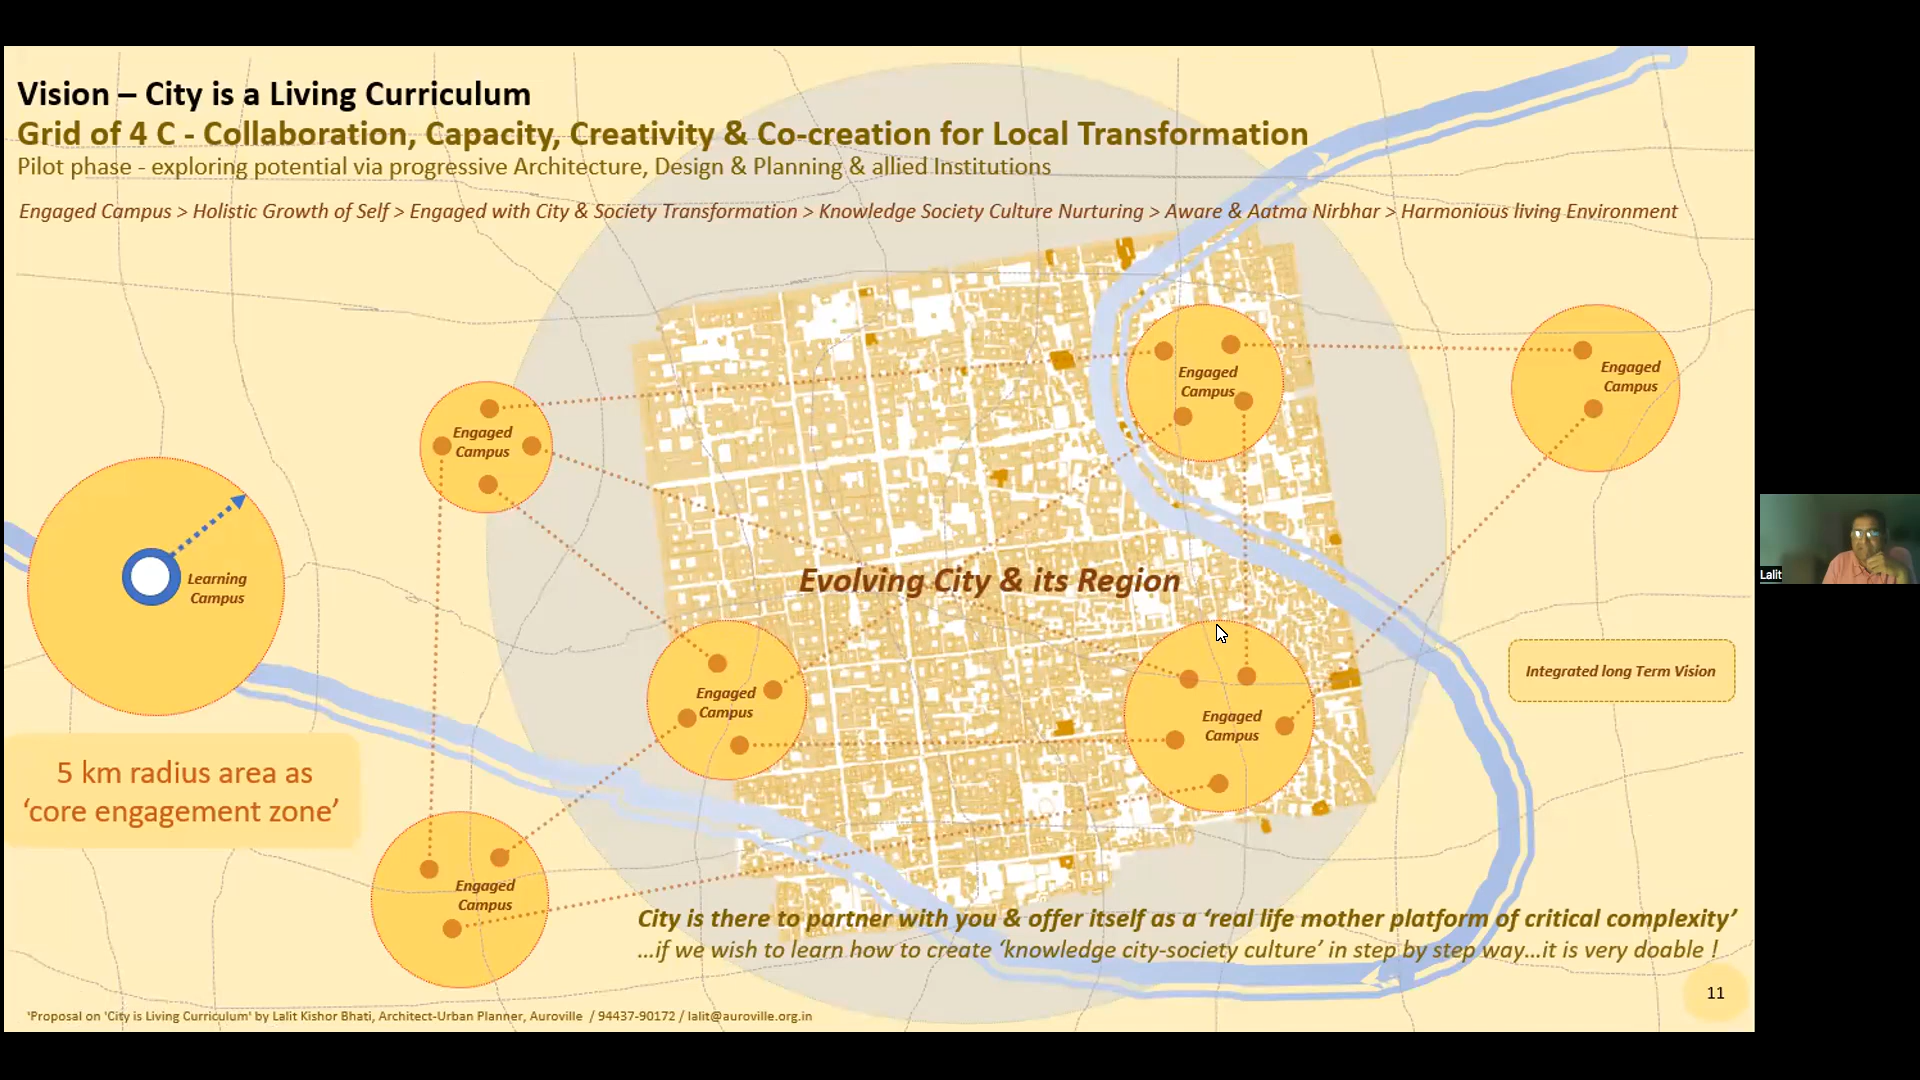 Vision – City is a Living Curriculum
Grid of 4 C - Collaboration, Capacity, Creativity & Co-creation for Local Transformation
Pilot phase - exploring potential via progressive Architecture, Design & Planning & allied Institutions
Engaged Campus > Holistic Growth of Self > Engaged with City & Society Transformation > Knowledge Society Culture Nurturing > Aware & Aatma Nirbhar > Harmonious living Environment
Engaged
Campus
Engaged
Campus
Engaged
Campus
Learning
Campus
Evolving City & its Region
Lalit
Engaged
Campus
Engaged
Campus
Integrated long Term Vision
5 km radius area as
‘core engagement zone’
Engaged
Campus
City is there to partner with you & offer itself as a ‘real life mother platform of critical complexity’
...if we wish to learn how to create ‘knowledge city-society culture’ in step by step way...it is very doable !
11
'Proposal on 'City is Living Curriculum' by Lalit Kishor Bhati, Architect-Urban Planner, Auroville / 94437-90172 / lalit@auroville.org.in